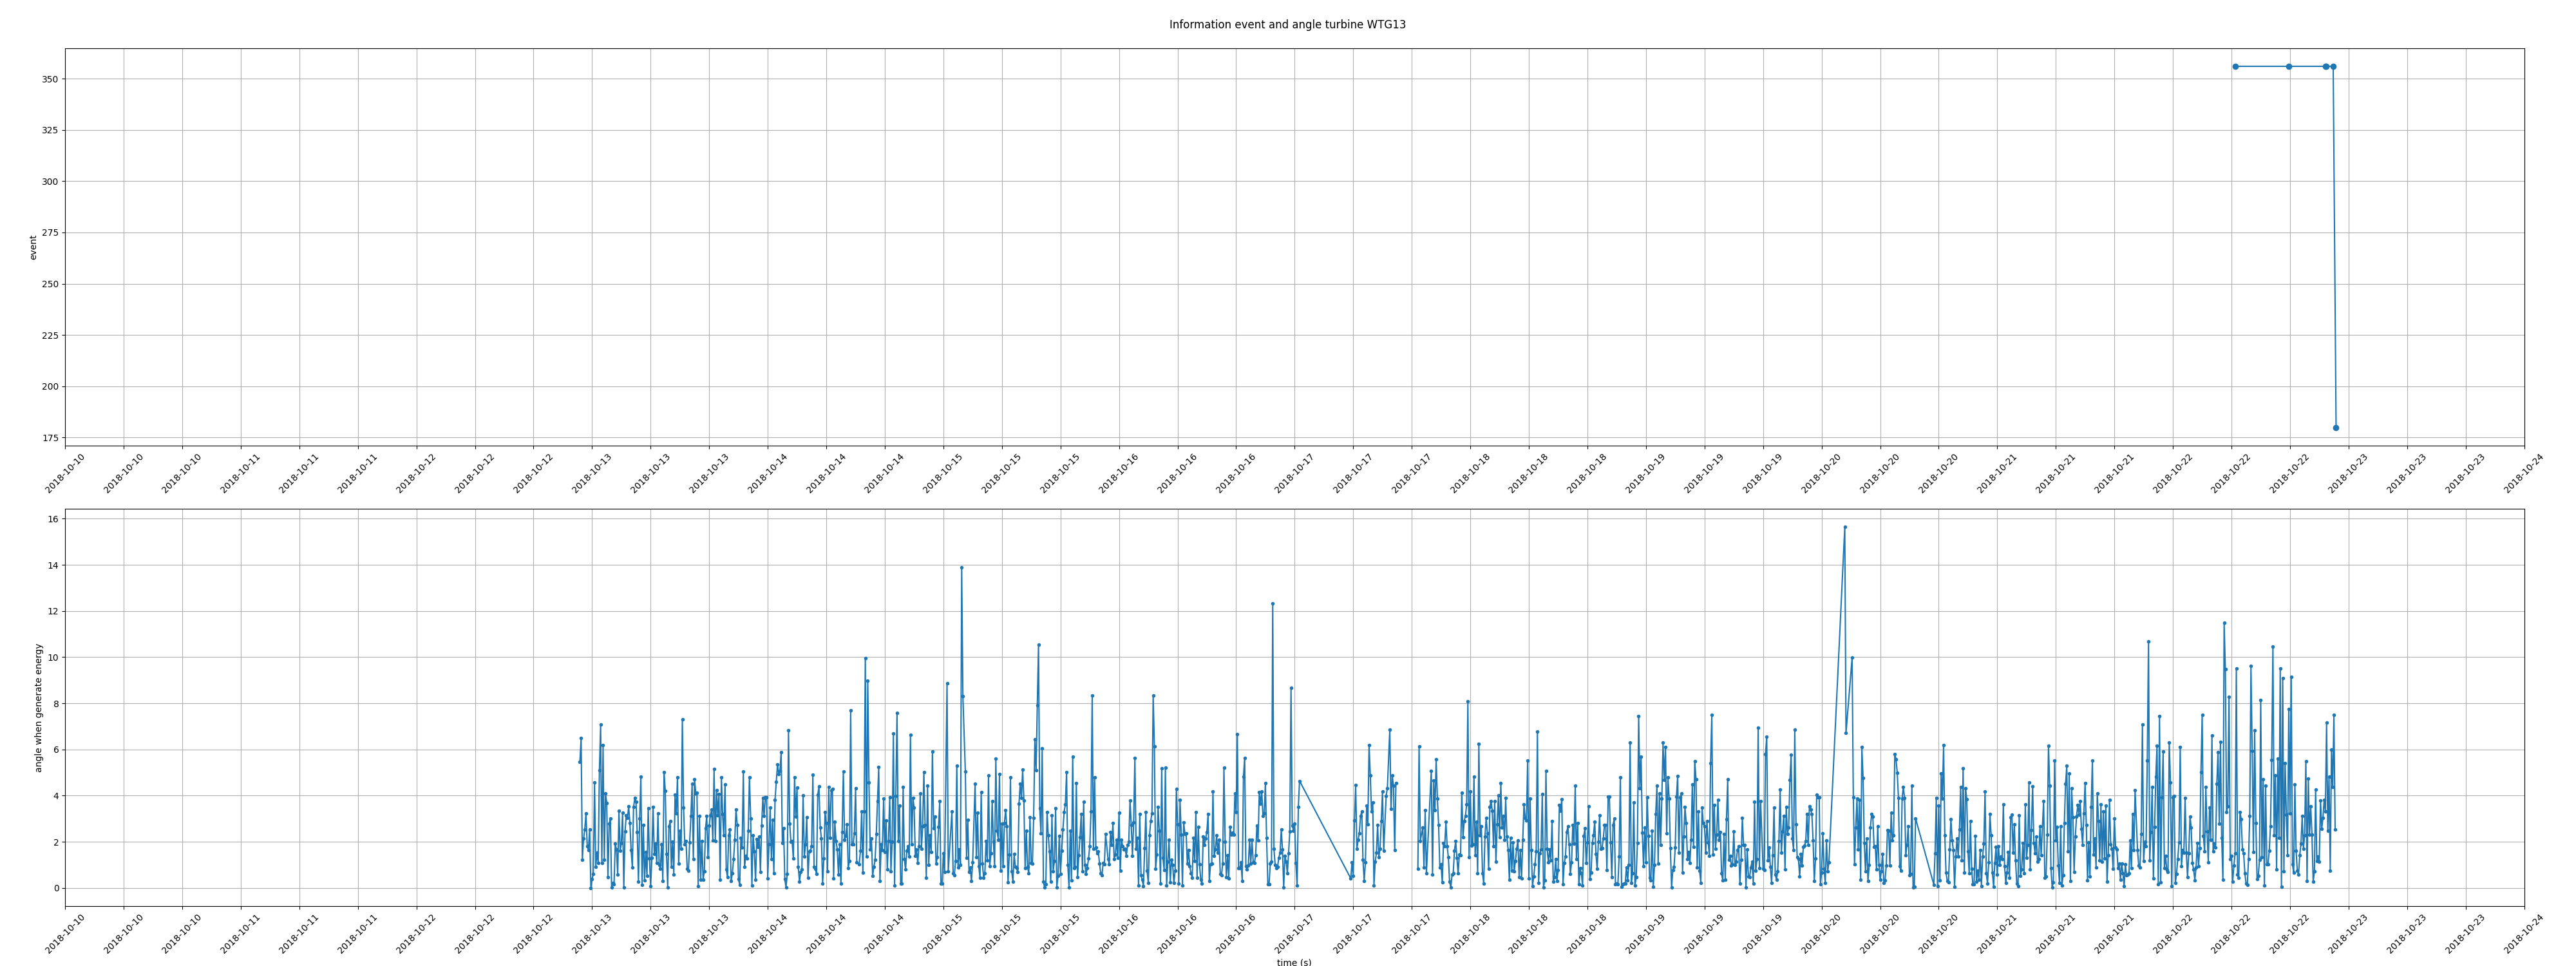 Information event and angle turbine WTG13
350
325
300
275
250
225
200
175
event
2018-10-10 2018-10-10 2018-10-10 2018-10-11 2018-10-11 2018-10-11 2018-10-12 2018-10-12 2018-10-12 2018-10-13 2018-10-13 2018-10-13 2018-10-14 2018-10-14 2018-10-14 2018-10-15 2018-10-15 2018-10-15 2018-10-16 2018-10-16 2018-10-16 2018-10-17 2018-10-17 2018-10-17 2018-10-18 2018-10-18 2018-10-18 2018-10-19 2018-10-19 2018-10-19 2018-10-20 2018-10-20 2018-10-20 2018-10-21 2018-10-21 2018-10-21 2018-10-22 2018-10-22 2018-10-22 2018-10-23 2018-10-23 2018-10-23 2018-10-24
16
14
12
10
8
6
4
2
0
angle when generate energy
2018-10-10 2018-10-10 2018-10-10 2018-10-11 2018-10-11 2018-10-11 2018-10-12 2018-10-12 2018-10-12 2018-10-13 2018-10-13 2018-10-13 2018-10-14 2018-10-14 2018-10-14 2018-10-15 2018-10-15 2018-10-15 2018-10-16 2018-10-16 2018-10-16 2018-10-17 2018-10-17 2018-10-17 2018-10-18 2018-10-18 2018-10-18 2018-10-19 2018-10-19 2018-10-19 2018-10-20 2018-10-20 2018-10-20 2018-10-21 2018-10-21 2018-10-21 2018-10-22 2018-10-22 2018-10-22 2018-10-23 2018-10-23 2018-10-23 2018-10-24
time (s)